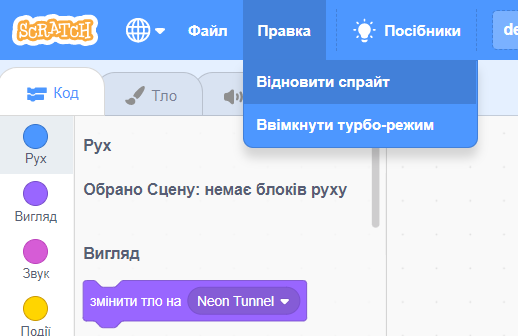 SCRATCH
Файл
Правка
Посібники
de
Відновити спрайт
Ввімкнути турбо-режим
Код
Тло
Рух
Вигляд
Звук
Події
Рух
Обрано Сцену: немає блоків руху
Вигляд
змінити тло на Neon Tunnel